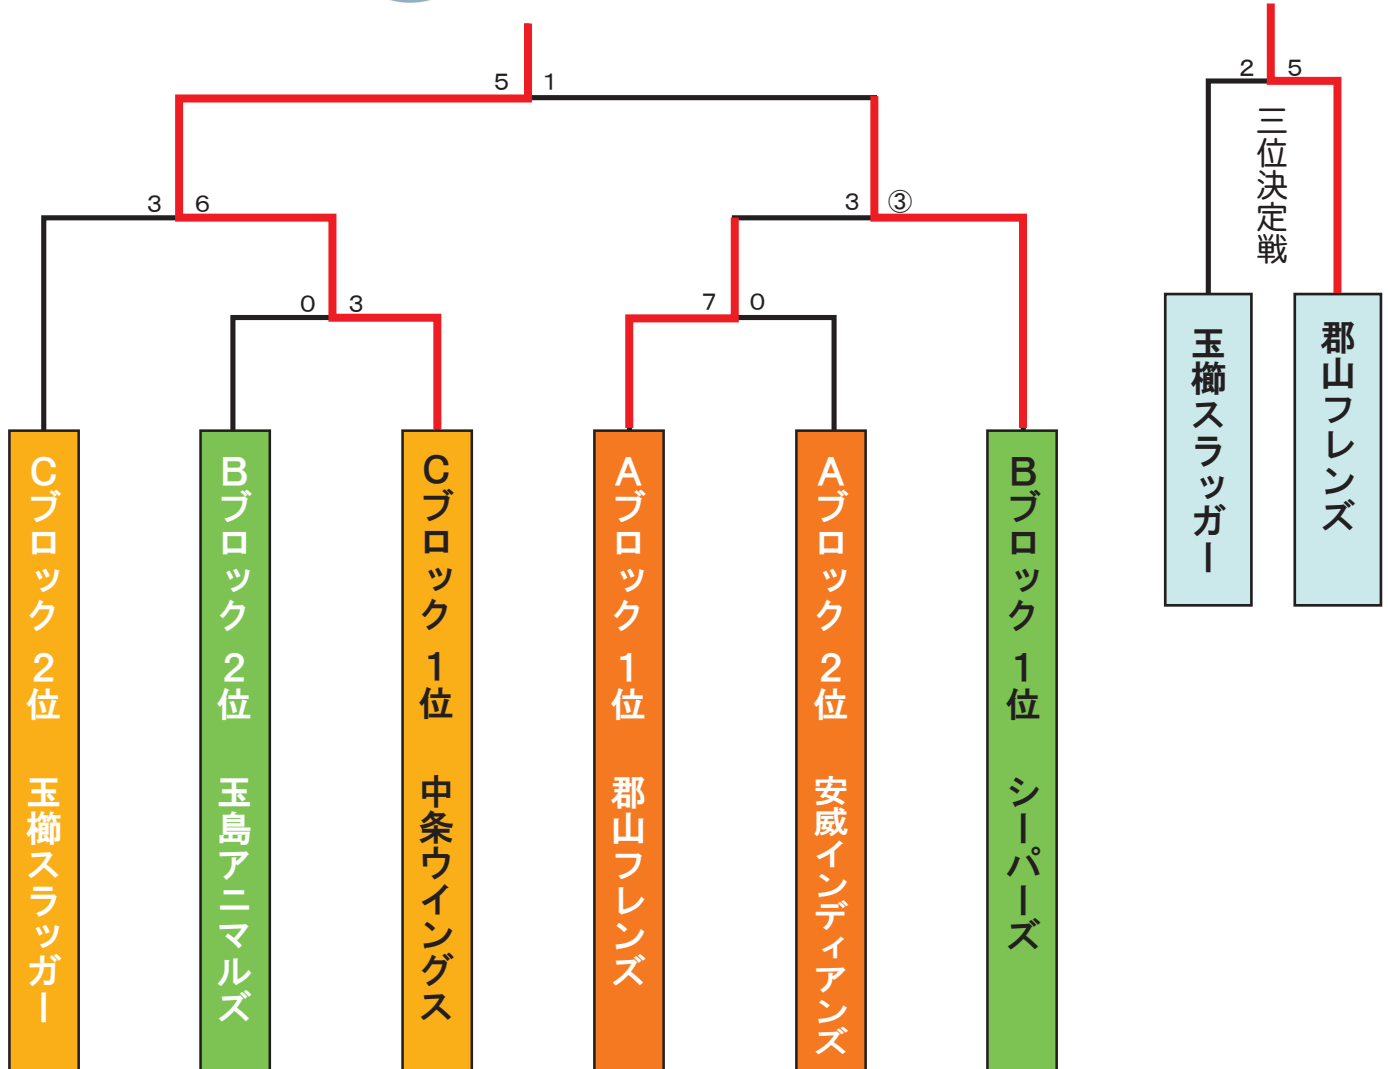 5 1
2 5
三位決定戦
3 6
3 ③
0 3
7 0
玉櫛スラッガー
郡山フレンズ
Cブロック 2位 玉櫛スラッガー
Bブロック 2位 玉島アニマルズ
Cブロック 1位 中条ウイングス
Aブロック 1位 郡山フレンズ
Aブロック 2位 安威インディアンズ
Bブロック 1位 シーパーズ